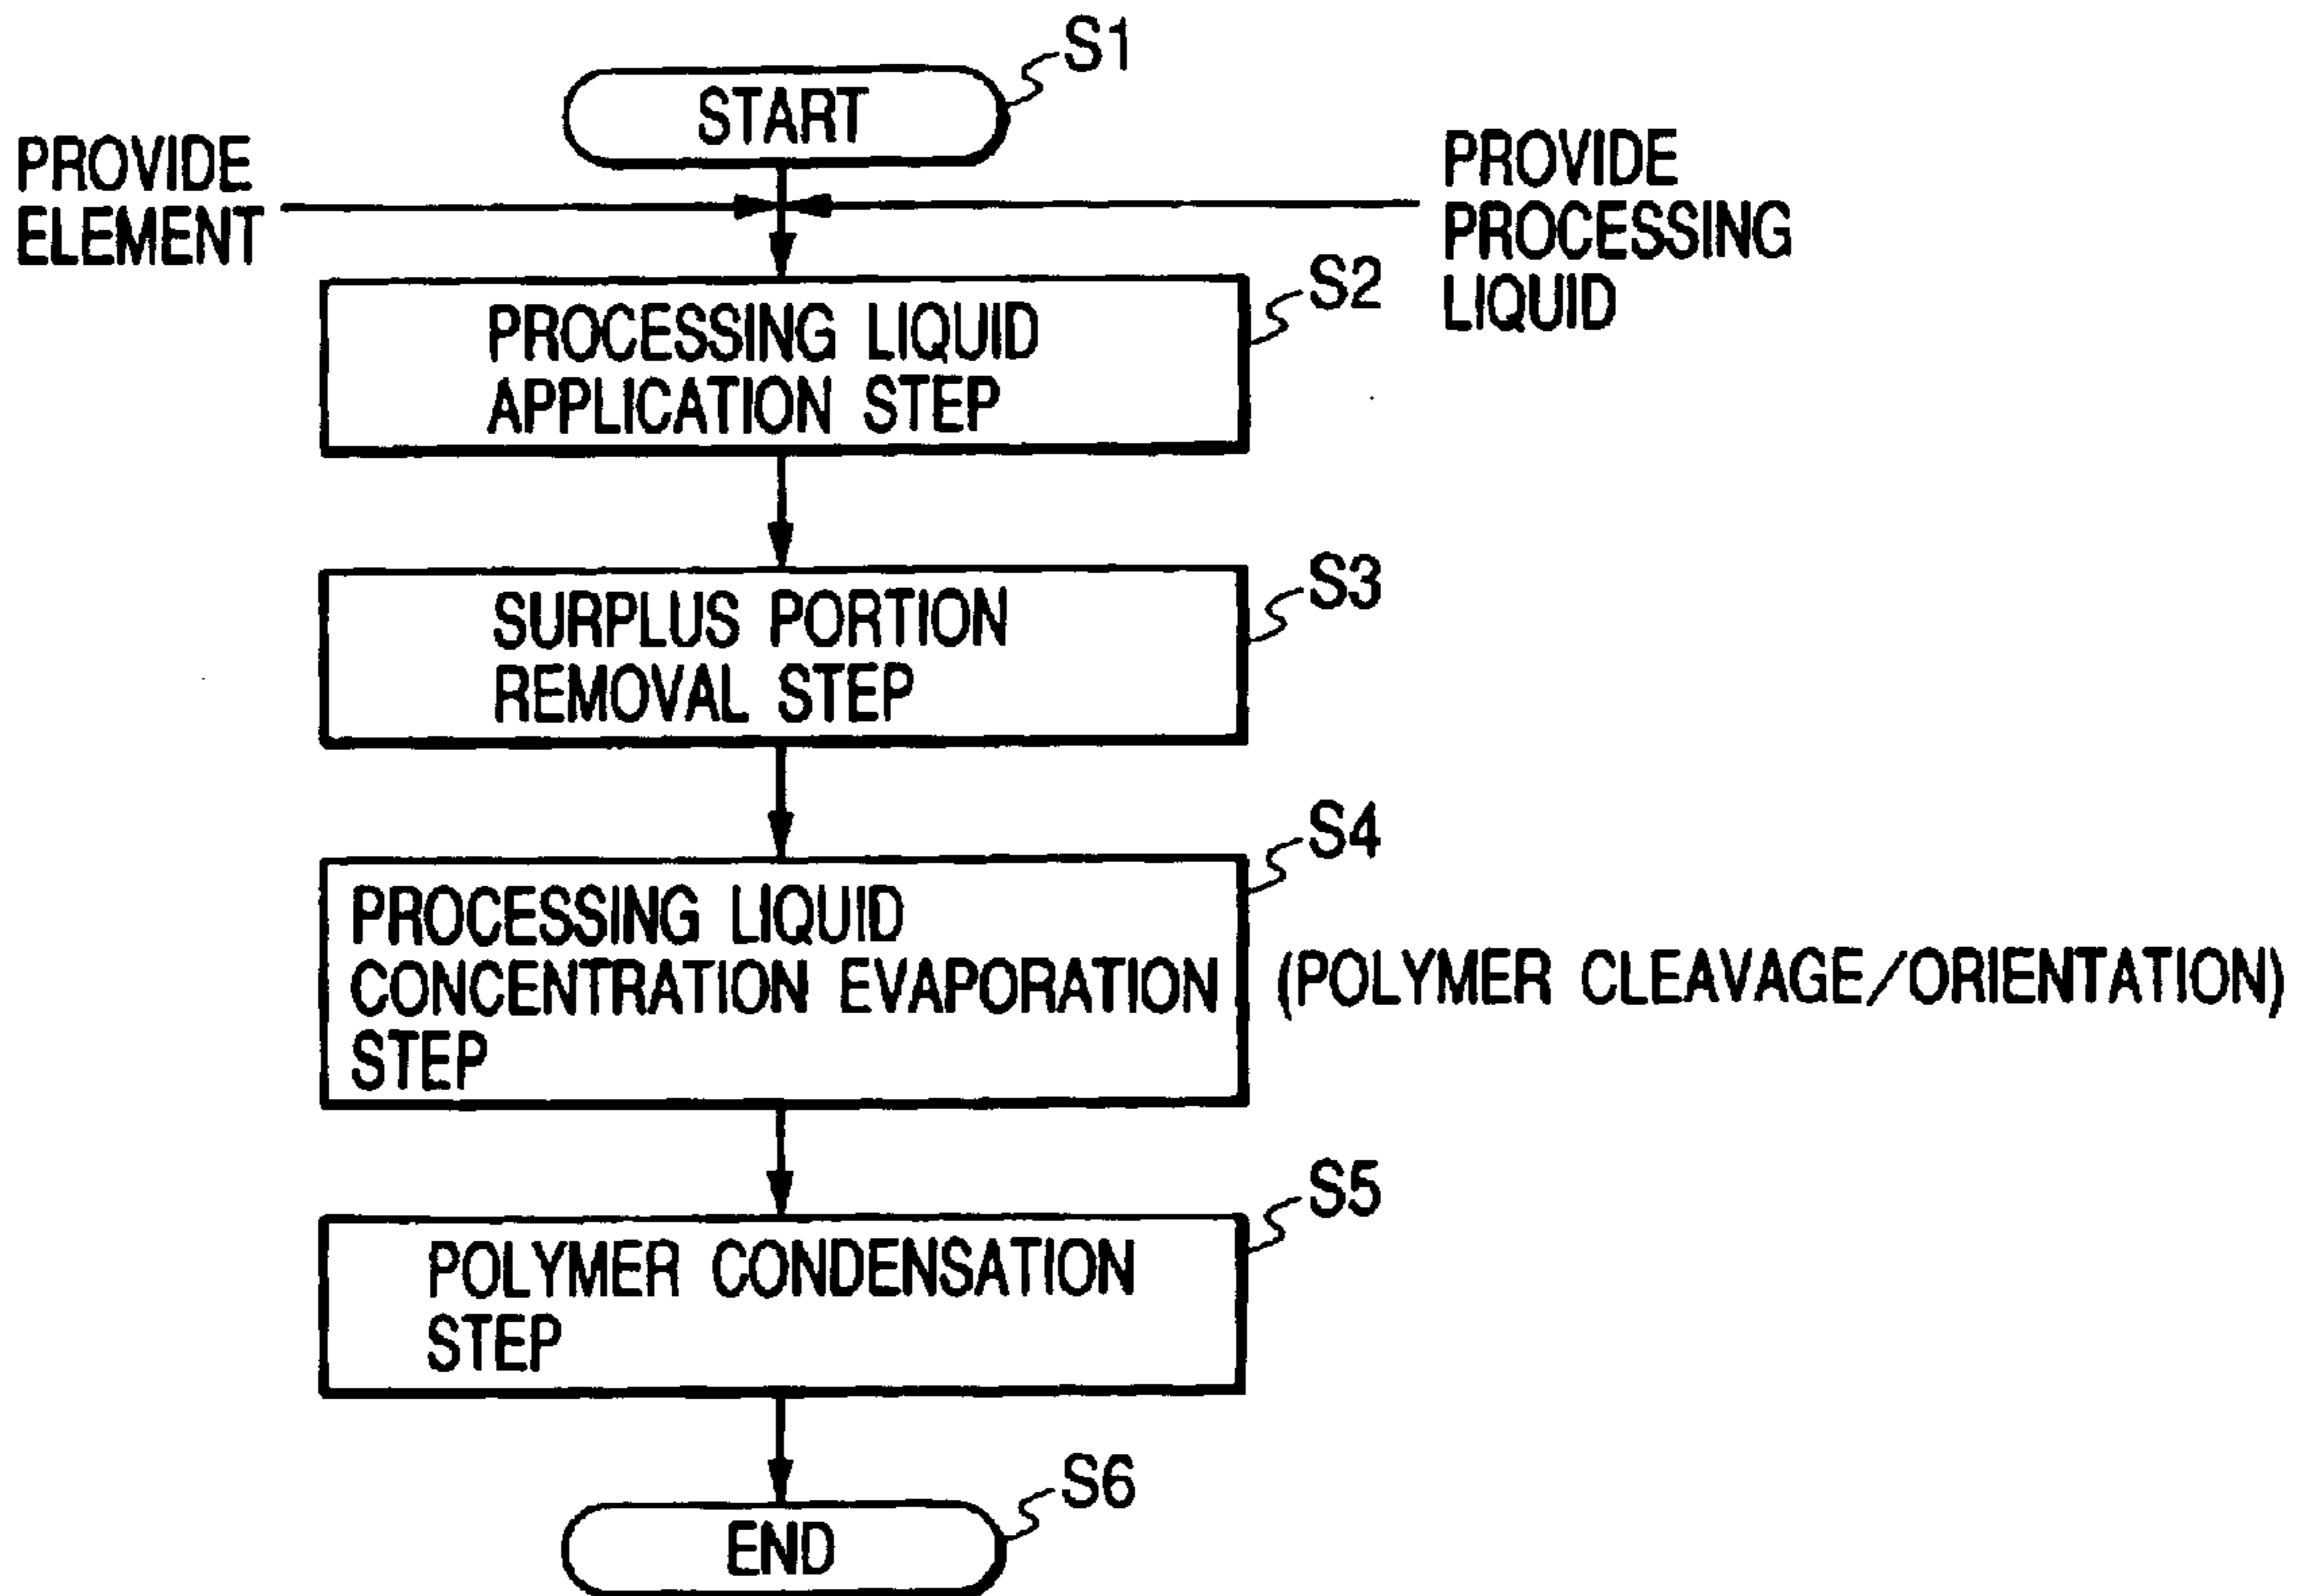 S1
START
PROVIDE
ELEMENT
PROVIDE
PROCESSING
LIQUID
S2
PROCESSING LIQUID
APPLICATION STEP
S3
SURPLUS PORTION
REMOVAL STEP
S4
PROCESSING LIQUID
CONCENTRATION EVAPORATION
STEP
(POLYMER CLEAVAGE/ORIENTATION)
S5
POLYMER CONDENSATION
STEP
S6
END